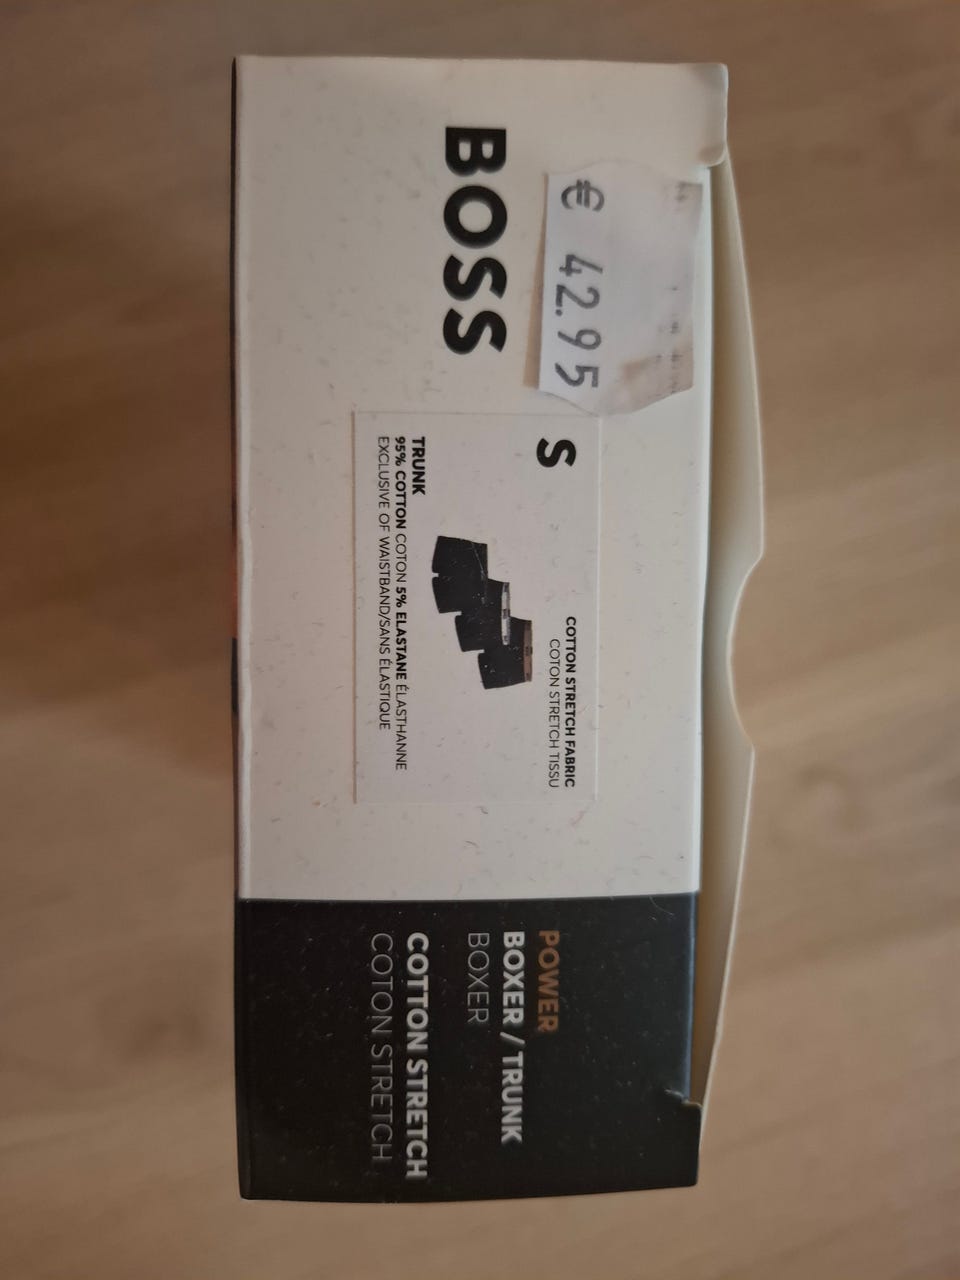 BOSS
€ 42.95
S
COTTON STRETCH FABRIC
COTON STRETCH TISSU
TRUNK
95% COTTON COTON 5% ELASTANE ÉLASTHANNE
EXCLUSIVE OF WAISTBAND/SANS ÉLASTIQUE
POWER
BOXER / TRUNK
BOXER
COTTON STRETCH
COTON STRETCH